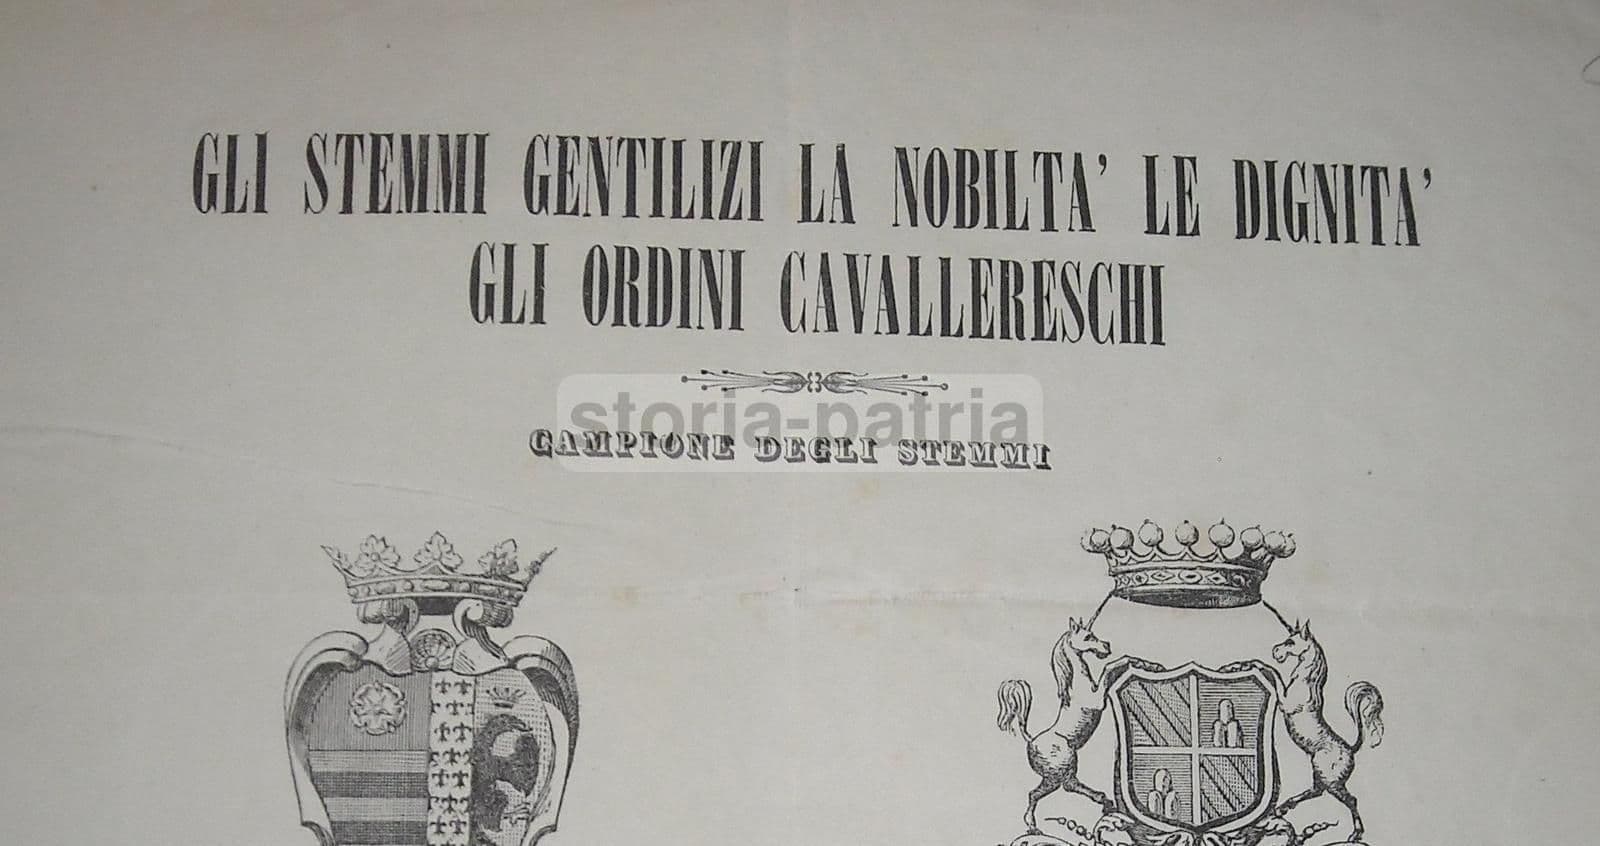 GLI STEMMI GENTILIZI LA NOBILTA' LE DIGNITA'
GLI ORDINI CAVALLERESCHI
storia-patria
CAMPIONE DEGLI STEMMI